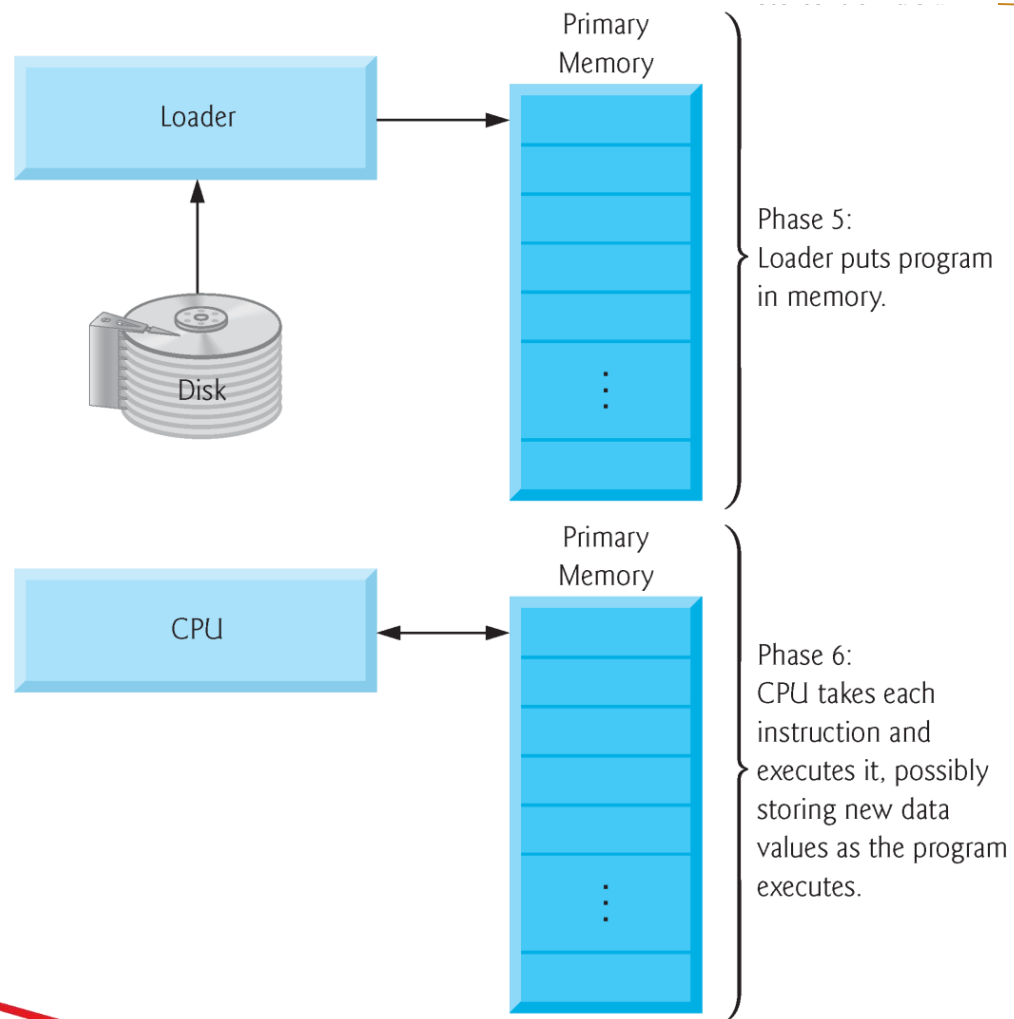 Primary
Memory
Loader
Disk
Phase 5:
Loader puts program
in memory.
Primary
Memory
CPU
Phase 6:
CPU takes each
instruction and
executes it, possibly
storing new data
values as the program
executes.